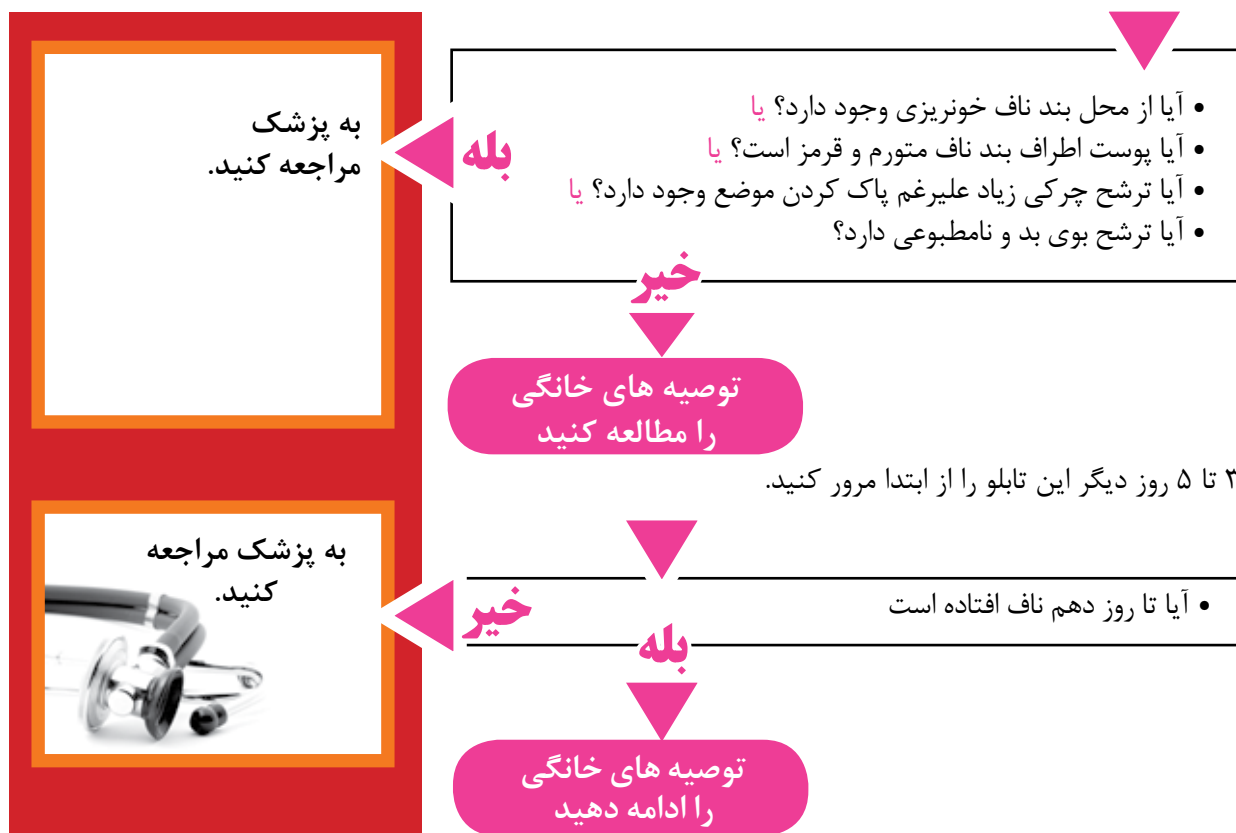 • آیا از محل بند ناف خونریزی وجود دارد؟ یا
• آیا پوست اطراف بند ناف متورم و قرمز است؟ یا
• آیا ترشح چرکی زیاد علیرغم پاک کردن موضع وجود دارد؟ یا
• آیا ترشح بوی بد و نامطبوعی دارد؟
بله
به پزشک
مراجعه کنید.
خیر
توصیه های خانگی
را مطالعه کنید
۳ تا ۵ روز دیگر این تابلو را از ابتدا مرور کنید.
• آیا تا روز دهم ناف افتاده است
خیر
به پزشک مراجعه
کنید.
بله
توصیه های خانگی
را ادامه دهید